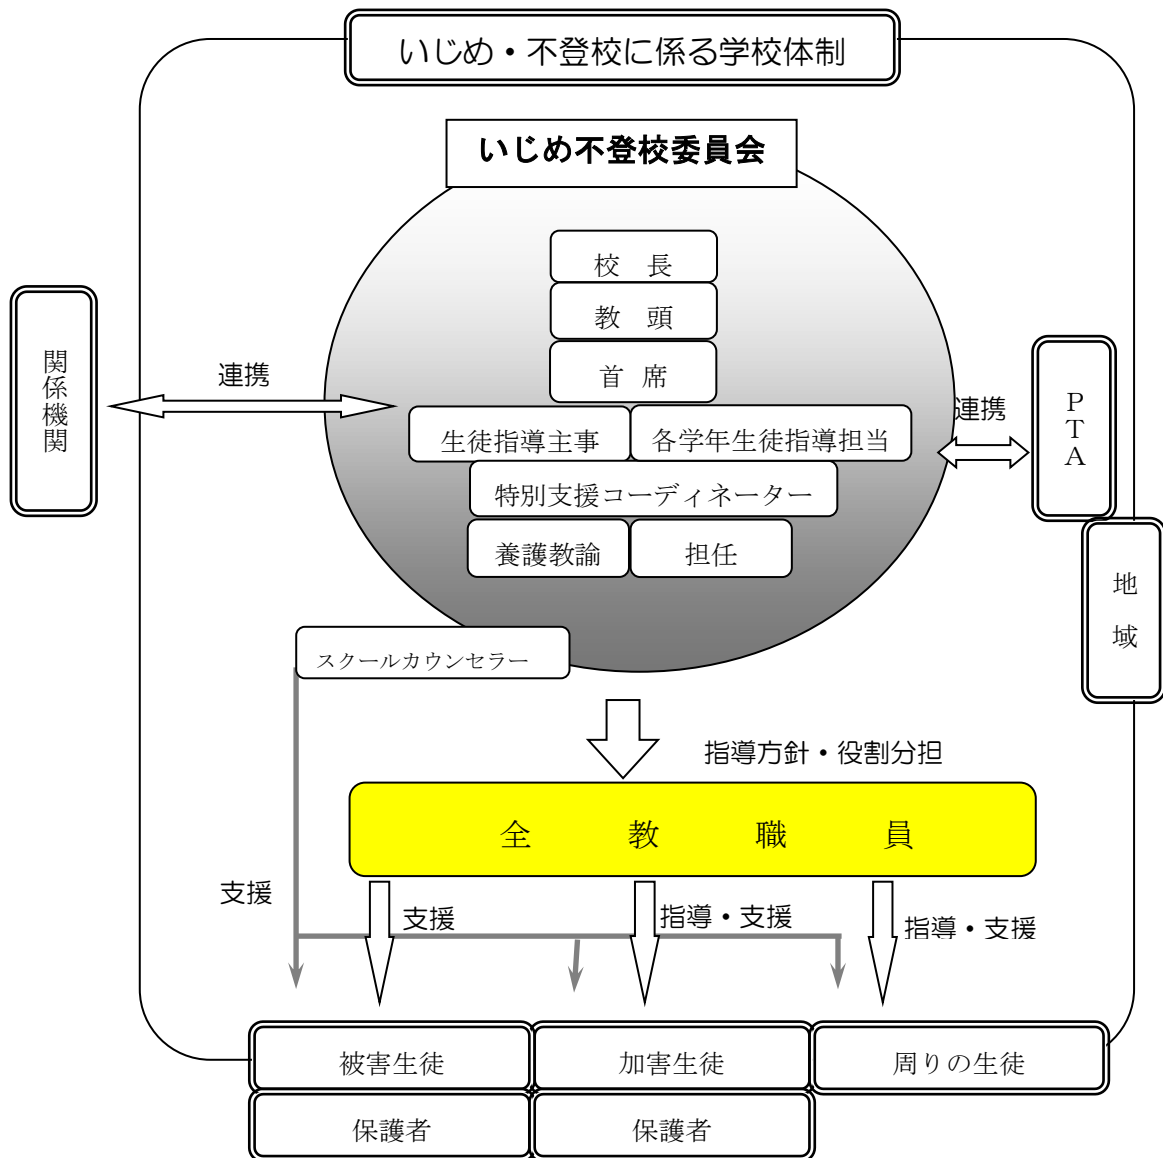 いじめ・不登校に係る学校体制
いじめ不登校委員会
校 長
教 頭
首 席
関係機関
連携
連携
PTA
生徒指導主事
各学年生徒指導担当
特別支援コーディネーター
養護教諭
担任
地域
スクールカウンセラー
指導方針・役割分担
全 教 職 員
支援
支援
指導・支援
指導・支援
被害生徒
加害生徒
周りの生徒
保護者
保護者